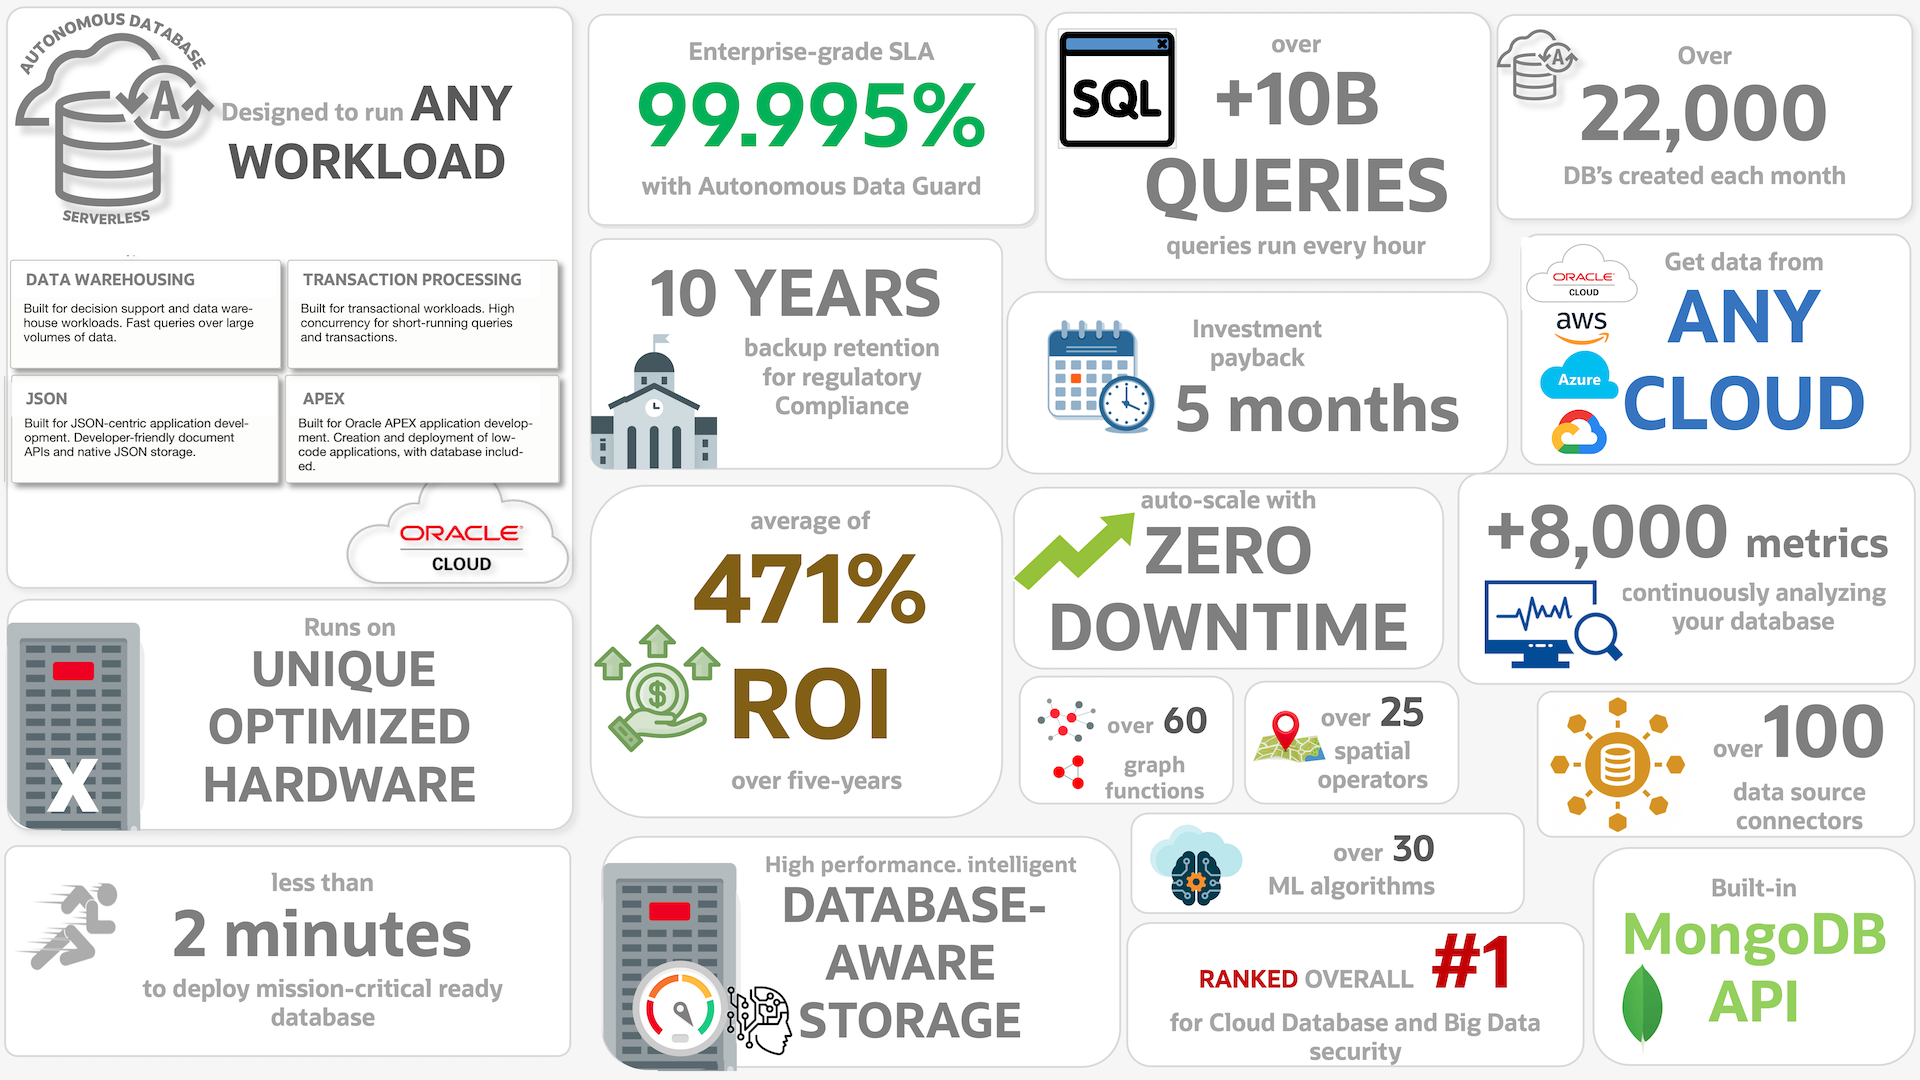 AUTONOMOUS DATABASE
A
SERVERLESS
Designed to run ANY
WORKLOAD
DATA WAREHOUSING
Built for decision support and data ware-
house workloads. Fast queries over large
volumes of data.
TRANSACTION PROCESSING
Built for transactional workloads. High
concurrency for short-running queries
and transactions.
JSON
Built for JSON-centric application devel-
opment. Developer-friendly document
APIs and native JSON storage.
APEX
Built for Oracle APEX application develop-
ment. Creation and deployment of low-
code applications, with database includ-
ed.
ORACLE
CLOUD
Runs on
UNIQUE
OPTIMIZED
HARDWARE
X
less than
2 minutes
to deploy mission-critical ready
database
Enterprise-grade SLA
99.995%
with Autonomous Data Guard
10 YEARS
backup retention
for regulatory
Compliance
average of
471%
$
ROI
over five-years
High performance. intelligent
DATABASE-
AWARE
STORAGE
SQL
over
+10B
QUERIES
queries run every hour
Investment
payback
5 months
auto-scale with
ZERO
DOWNTIME
over 60
graph
functions
over 25
spatial
operators
over 30
ML algorithms
RANKED OVERALL #1
for Cloud Database and Big Data
security
A
Over
22,000
DB's created each month
ORACLE
CLOUD
aws
Azure
Get data from
ANY
CLOUD
+8,000 metrics
continuously analyzing
your database
over 100
data source
connectors
Built-in
MongoDB
API